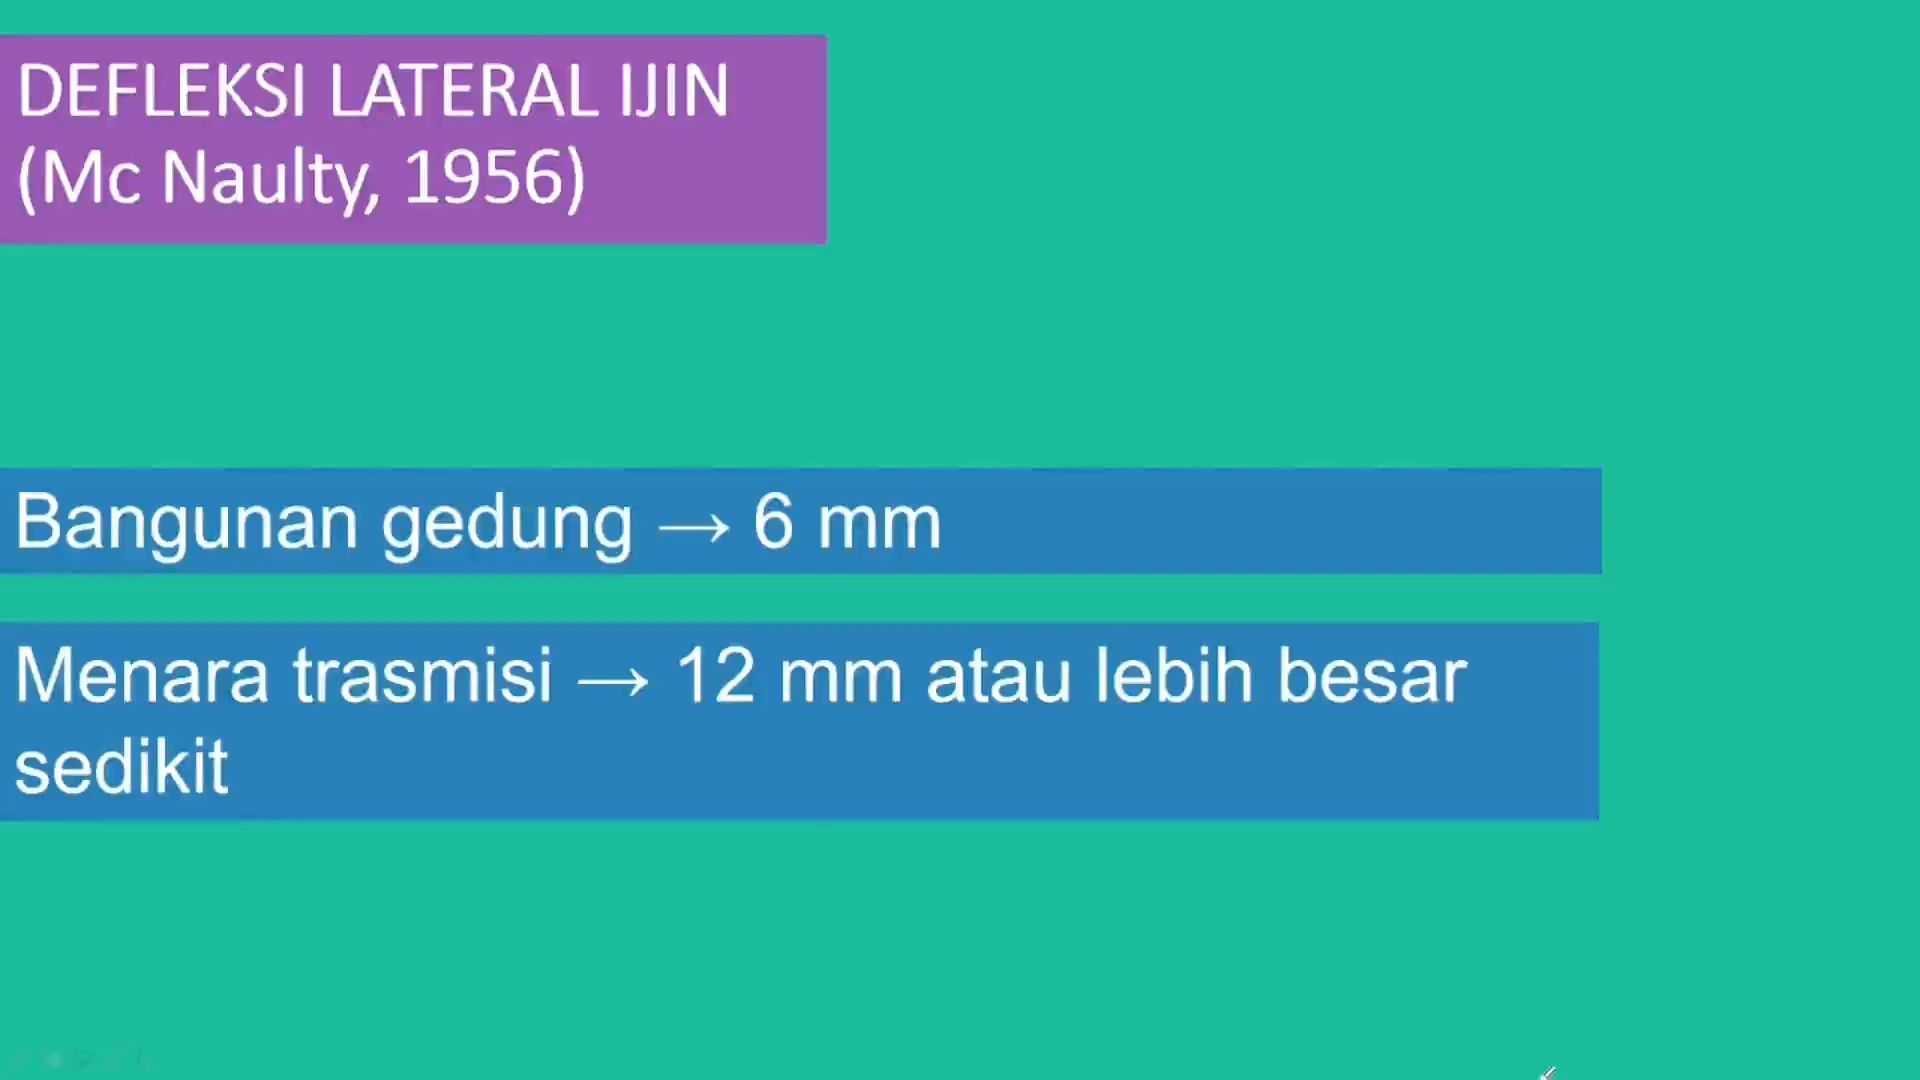 DEFLEKSI LATERAL IJIN
(Mc Naulty, 1956)
Bangunan gedung → 6 mm
Menara trasmisi → 12 mm atau lebih besar
sedikit